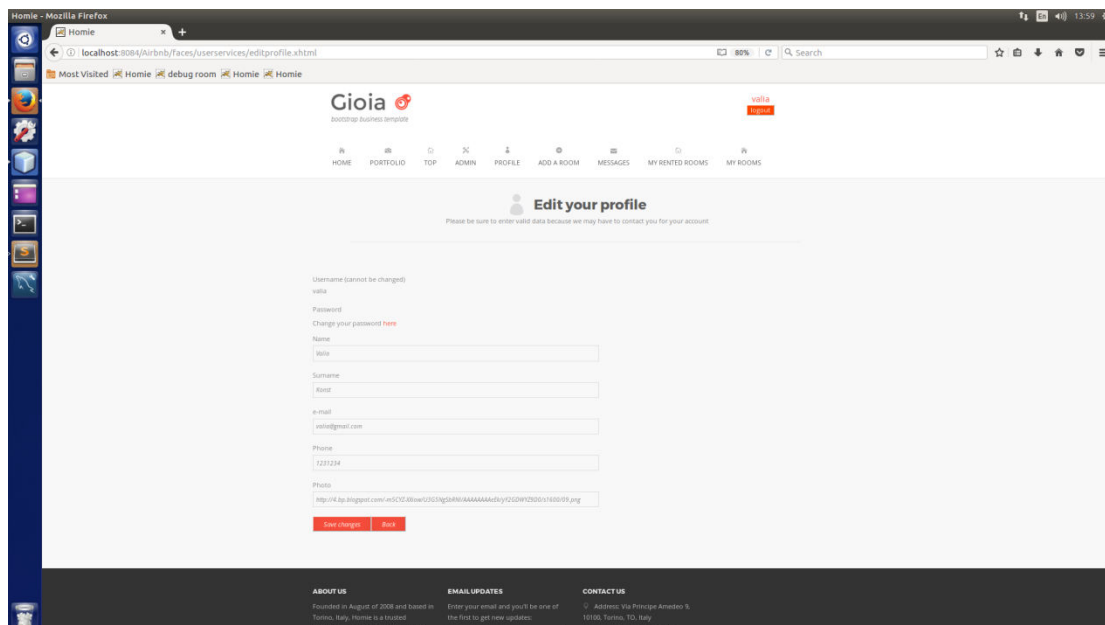 Homie - Mozilla Firefox
En 13:59
Homie × +
localhost:8084/Airbnb/faces/userservices/editprofile.xhtml 80% Search
Most Visited Homie debug room Homie Homie
Gioia
bootstrap business template
valia
logout
HOME PORTFOLIO TOP ADMIN PROFILE ADD A ROOM MESSAGES MY RENTED ROOMS MY ROOMS
Edit your profile
Please be sure to enter valid data because we may have to contact you for your account
Username (cannot be changed)
valia
Password
Change your password here
Name
Valia
Surname
Konst
e-mail
valia@gmail.com
Phone
1231234
Photo
Save changes Back
ABOUT US EMAIL UPDATES CONTACT US
Founded in August of 2008 and based in Enter your email and you'll be one of Address: Via Principe Amedeo 9,
Torino, Italy, Homie is a trusted the first to get new updates: 10100, Torino, TO, Italy